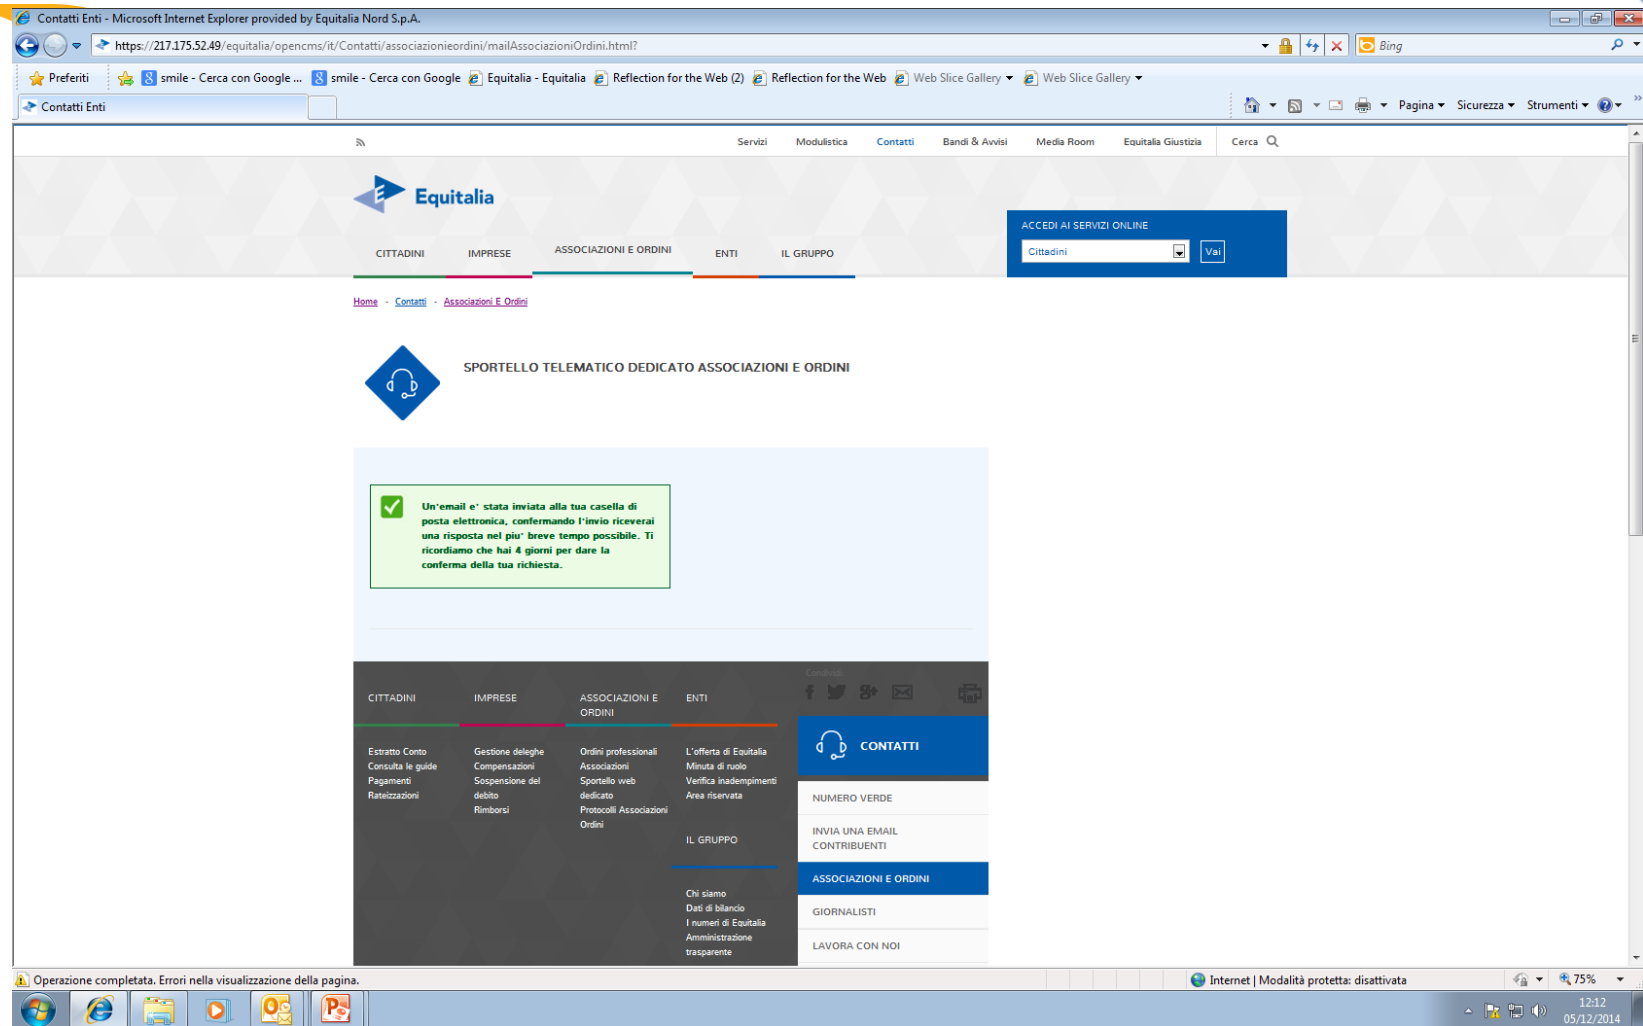 Contatti Enti - Microsoft Internet Explorer provided by Equitalia Nord S.p.A.
https://217.175.52.49/equitalia/opencms/it/Contatti/associazionieordini/mailAssociazioniOrdini.html?
Bing
Preferiti
smile - Cerca con Google ...
smile - Cerca con Google
Equitalia - Equitalia
Reflection for the Web (2)
Reflection for the Web
Web Slice Gallery
Web Slice Gallery
Contatti Enti
Pagina
Sicurezza
Strumenti
Servizi
Modulistica
Contatti
Bandi & Avvisi
Media Room
Equitalia Giustizia
Cerca
Equitalia
ACCEDI AI SERVIZI ONLINE
Cittadini
Vai
CITTADINI
IMPRESE
ASSOCIAZIONI E ORDINI
ENTI
IL GRUPPO
Home - Contatti - Associazioni E Ordini
SPORTELLO TELEMATICO DEDICATO ASSOCIAZIONI E ORDINI
Un'email e' stata inviata alla tua casella di
posta elettronica, confermando l'invio riceverai
una risposta nel piu' breve tempo possibile. Ti
ricordiamo che hai 4 giorni per dare la
conferma della tua richiesta.
CITTADINI
Estratto Conto
Consulta le guide
Pagamenti
Rateizzazioni
IMPRESE
Gestione deleghe
Compensazioni
Sospensione del
debito
Rimborsi
ASSOCIAZIONI E
ORDINI
Ordini professionali
Associazioni
Sportello web
dedicato
Protocolli Associazioni
Ordini
ENTI
L'offerta di Equitalia
Minuta di ruolo
Verifica inadempimenti
Area riservata
IL GRUPPO
Chi siamo
Dati di bilancio
I numeri di Equitalia
Amministrazione
trasparente
Condividi:
CONTATTI
NUMERO VERDE
INVIA UNA EMAIL
CONTRIBUENTI
ASSOCIAZIONI E ORDINI
GIORNALISTI
LAVORA CON NOI
Operazione completata. Errori nella visualizzazione della pagina.
Internet | Modalità protetta: disattivata
75%
12:12
05/12/2014